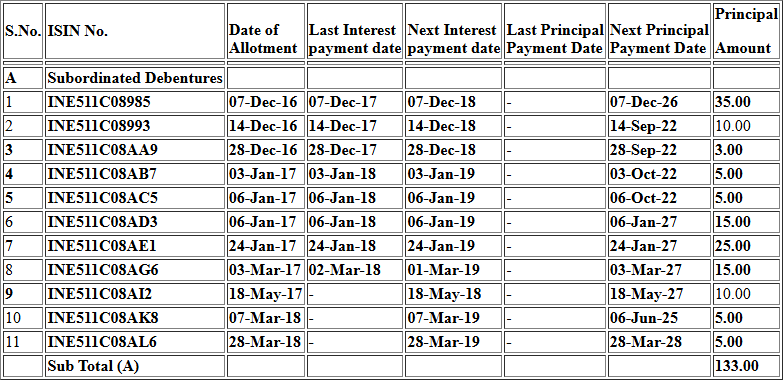 S.No. ISIN No. Date of Allotment Last Interest payment date Next Interest payment date Last Principal Payment Date Next Principal Payment Date Principal Amount
A Subordinated Debentures
1 INE511C08985 07-Dec-16 07-Dec-17 07-Dec-18 - 07-Dec-26 35.00
2 INE511C08993 14-Dec-16 14-Dec-17 14-Dec-18 - 14-Sep-22 10.00
3 INE511C08AA9 28-Dec-16 28-Dec-17 28-Dec-18 - 28-Sep-22 3.00
4 INE511C08AB7 03-Jan-17 03-Jan-18 03-Jan-19 - 03-Oct-22 5.00
5 INE511C08AC5 06-Jan-17 06-Jan-18 06-Jan-19 - 06-Oct-22 5.00
6 INE511C08AD3 06-Jan-17 06-Jan-18 06-Jan-19 - 06-Jan-27 15.00
7 INE511C08AE1 24-Jan-17 24-Jan-18 24-Jan-19 - 24-Jan-27 25.00
8 INE511C08AG6 03-Mar-17 02-Mar-18 01-Mar-19 - 03-Mar-27 15.00
9 INE511C08AI2 18-May-17 - 18-May-18 - 18-May-27 10.00
10 INE511C08AK8 07-Mar-18 - 07-Mar-19 - 06-Jun-25 5.00
11 INE511C08AL6 28-Mar-18 - 28-Mar-19 - 28-Mar-28 5.00
Sub Total (A) 133.00